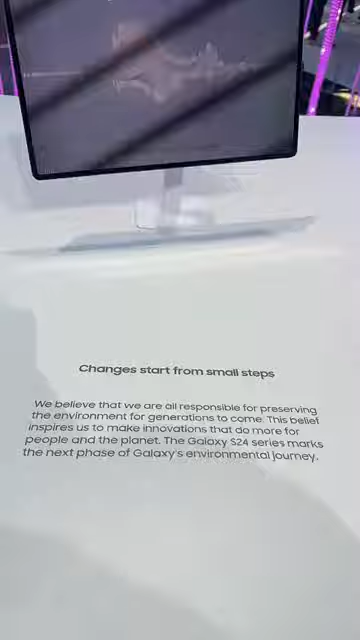 Changes start from small steps
We believe that we are all responsible for preserving
the environment for generations to come. This belief
inspires us to make innovations that do more for
people and the planet. The Galaxy S24 series marks
the next phase of Galaxy's environmental journey.